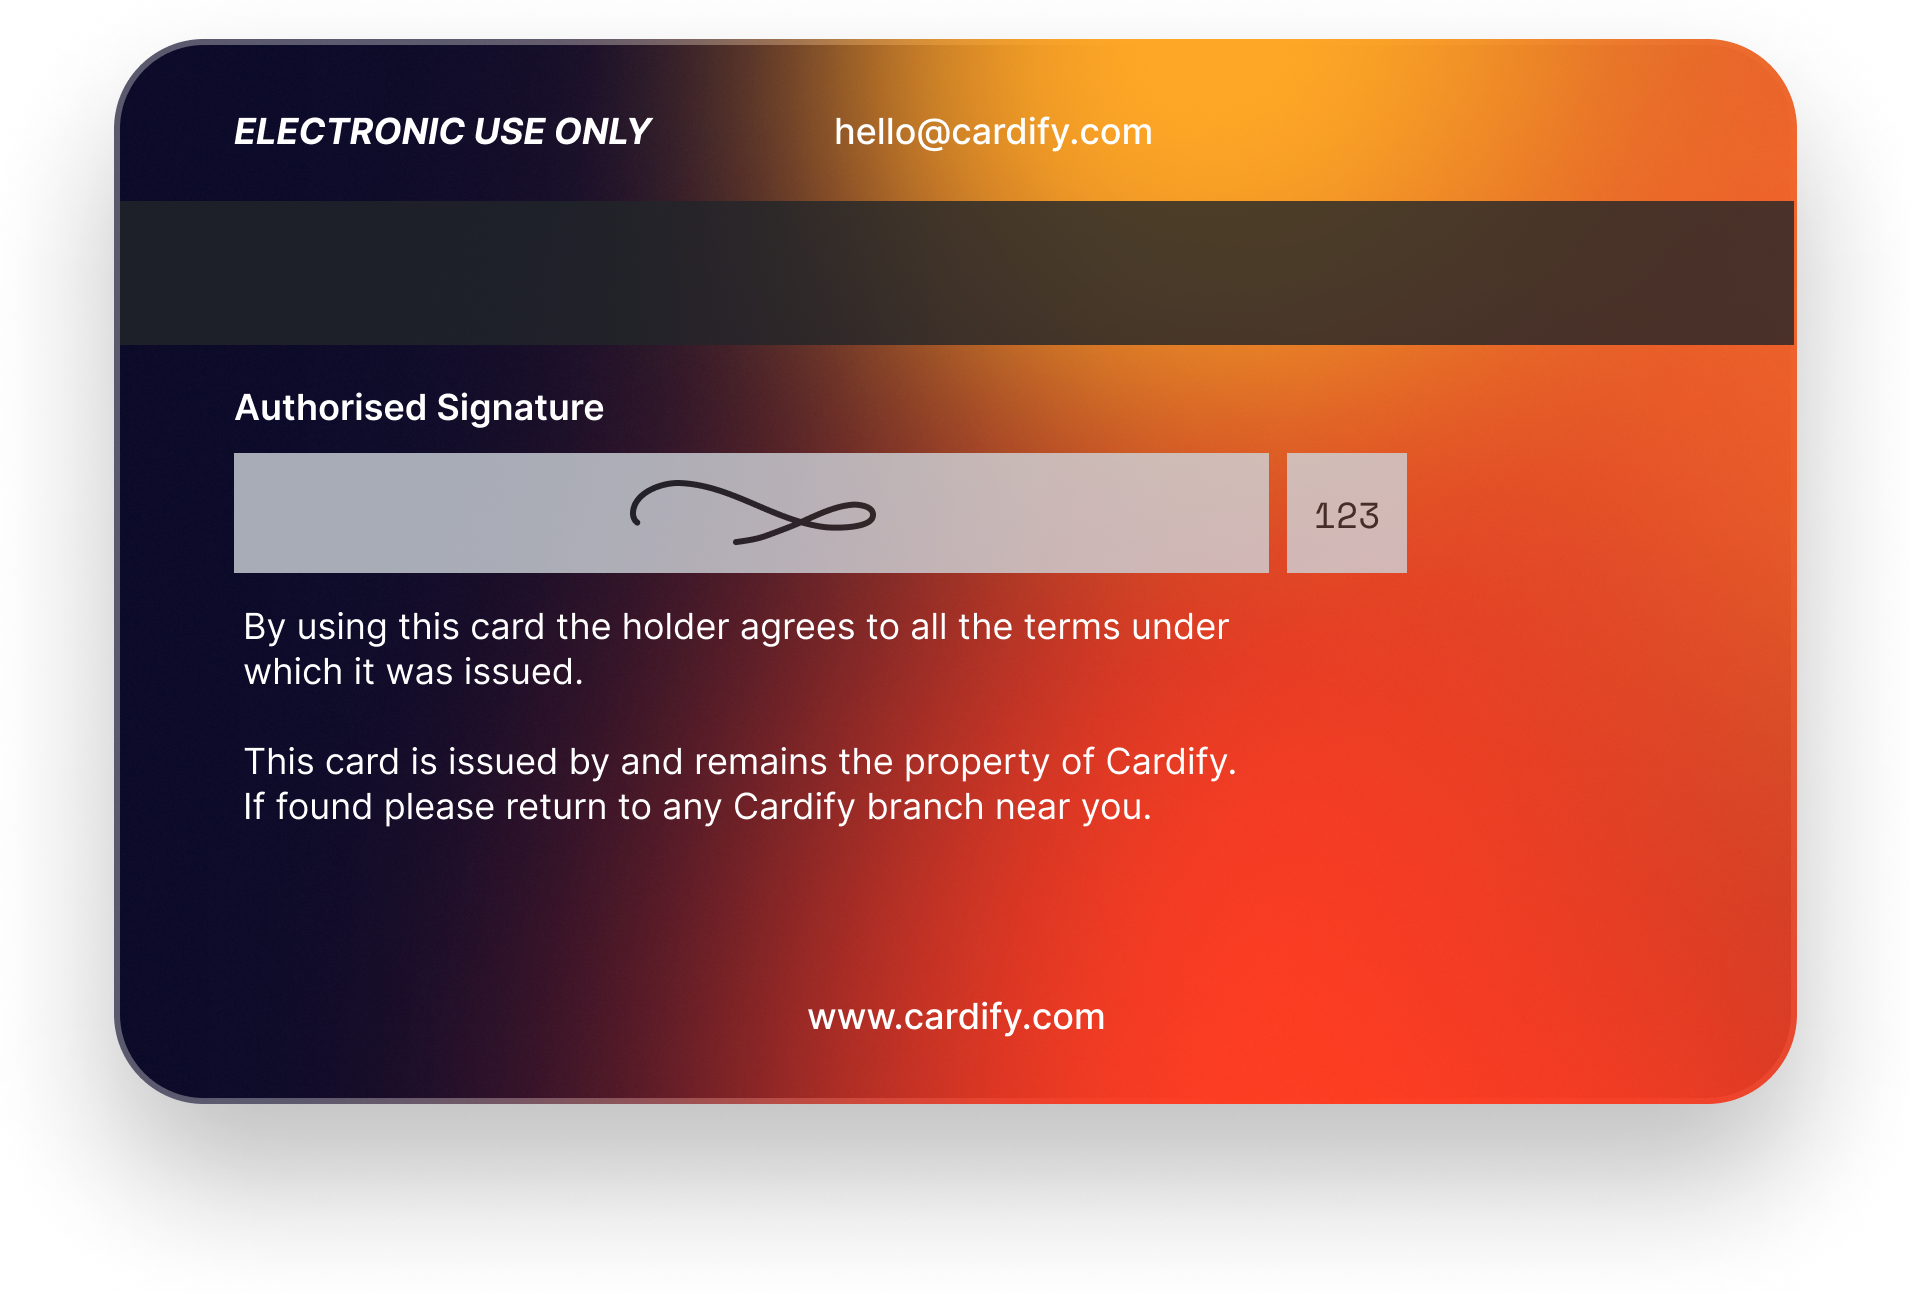 ELECTRONIC USE ONLY
hello@cardify.com
Authorised Signature
123
By using this card the holder agrees to all the terms under
which it was issued.
This card is issued by and remains the property of Cardify.
If found please return to any Cardify branch near you.
www.cardify.com